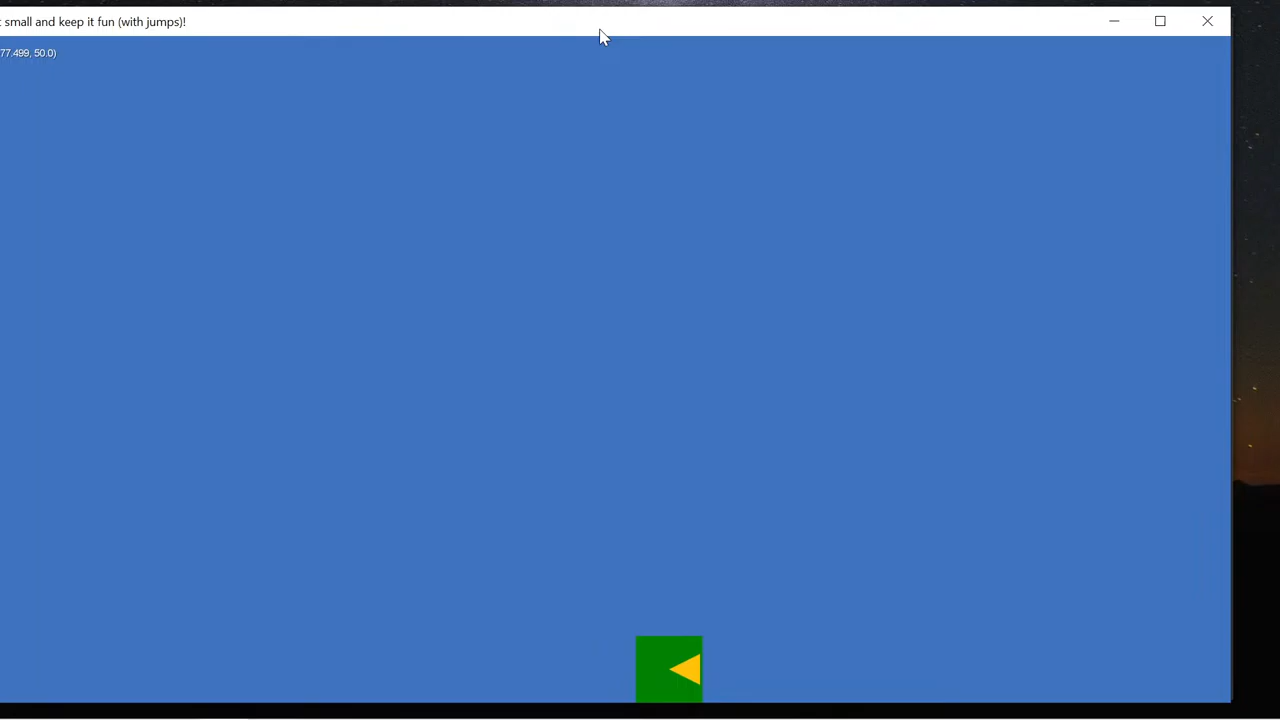 small and keep it fun (with jumps)!
77.499, 50.0)